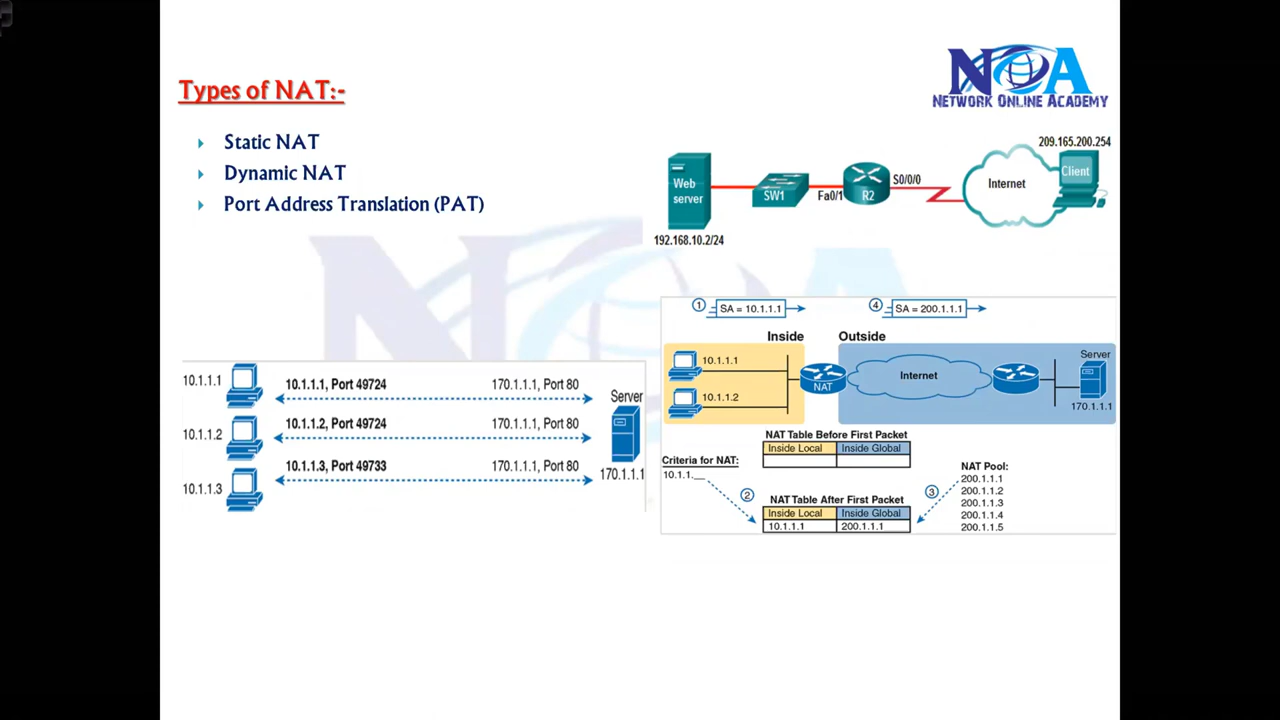 Types of NAT:-
Static NAT
Dynamic NAT
Port Address Translation (PAT)
NOA
NETWORK ONLINE ACADEMY
209.165.200.254
Web
server
SW1
Fa0/1
R2
S0/0/0
Internet
Client
192.168.10.2/24
10.1.1.1
10.1.1.1, Port 49724
170.1.1.1, Port 80
10.1.1.2
10.1.1.2, Port 49724
170.1.1.1, Port 80
10.1.1.3
10.1.1.3, Port 49733
170.1.1.1, Port 80
Server
170.1.1.1
1
SA = 10.1.1.1
4
SA = 200.1.1.1
Inside
Outside
10.1.1.1
10.1.1.2
NAT
Internet
Server
170.1.1.1
NAT Table Before First Packet
Inside Local
Inside Global
Criteria for NAT:
10.1.1.__
2
NAT Table After First Packet
Inside Local
Inside Global
10.1.1.1
200.1.1.1
3
NAT Pool:
200.1.1.1
200.1.1.2
200.1.1.3
200.1.1.4
200.1.1.5